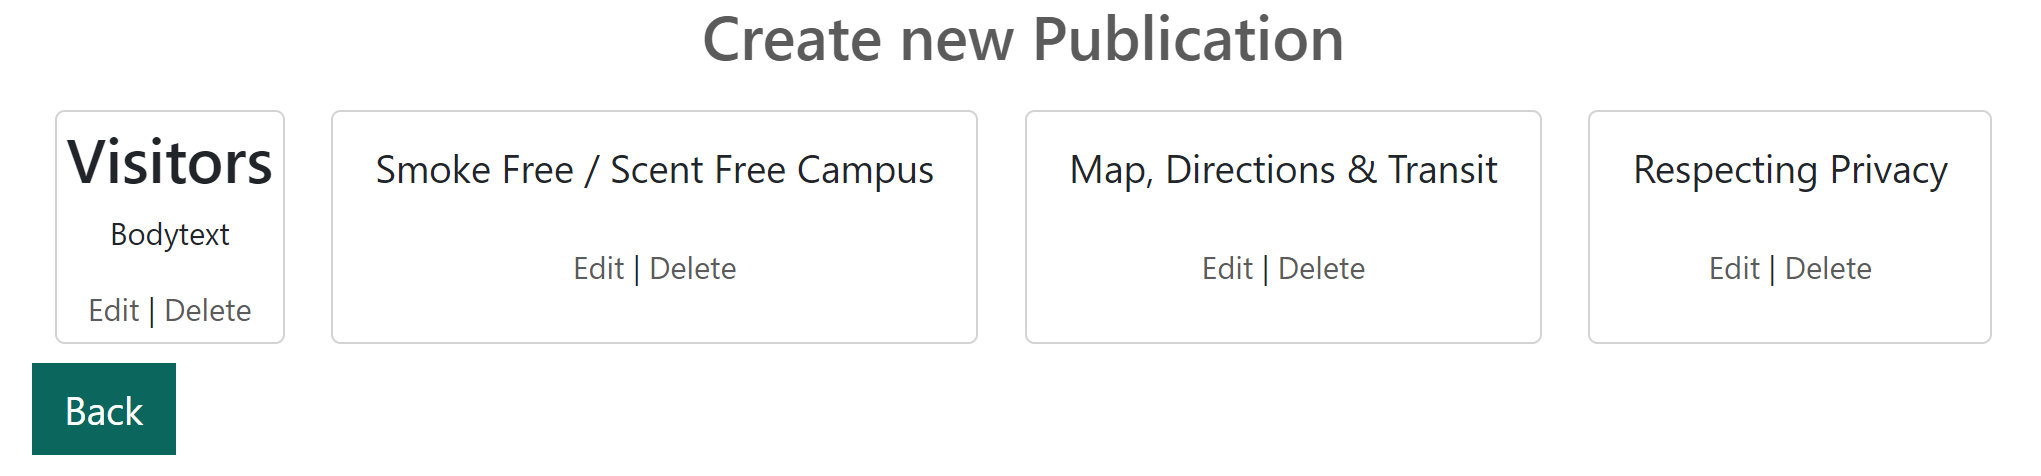 Create new Publication
Visitors
Bodytext
Edit | Delete
Smoke Free / Scent Free Campus
Edit | Delete
Map, Directions & Transit
Edit | Delete
Respecting Privacy
Edit | Delete
Back